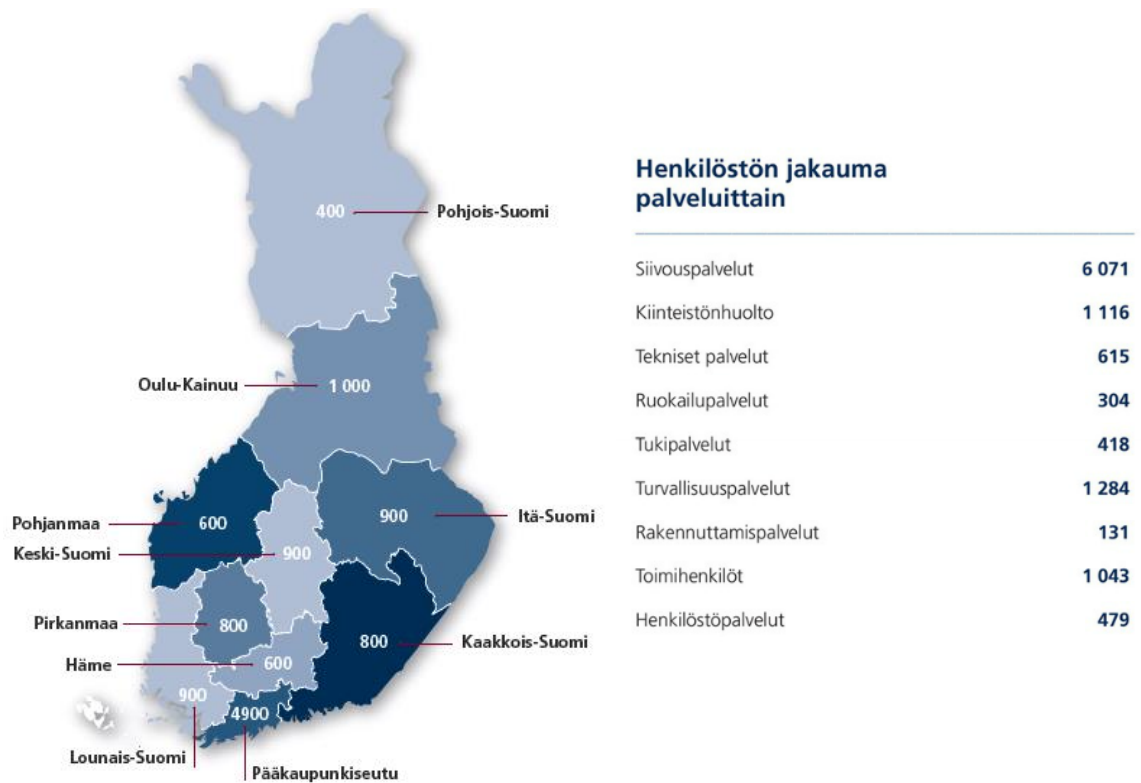 400
Pohjois-Suomi
Oulu-Kainuu
1 000
Pohjanmaa
600
900
Itä-Suomi
Keski-Suomi
900
Pirkanmaa
800
800
Kaakkois-Suomi
Häme
600
900
4900
Lounais-Suomi
Pääkaupunkiseutu
Henkilöstön jakauma
palveluittain
Siivouspalvelut 6 071
Kiinteistönhuolto 1 116
Tekniset palvelut 615
Ruokailupalvelut 304
Tukipalvelut 418
Turvallisuuspalvelut 1 284
Rakennuttamispalvelut 131
Toimihenkilöt 1 043
Henkilöstöpalvelut 479